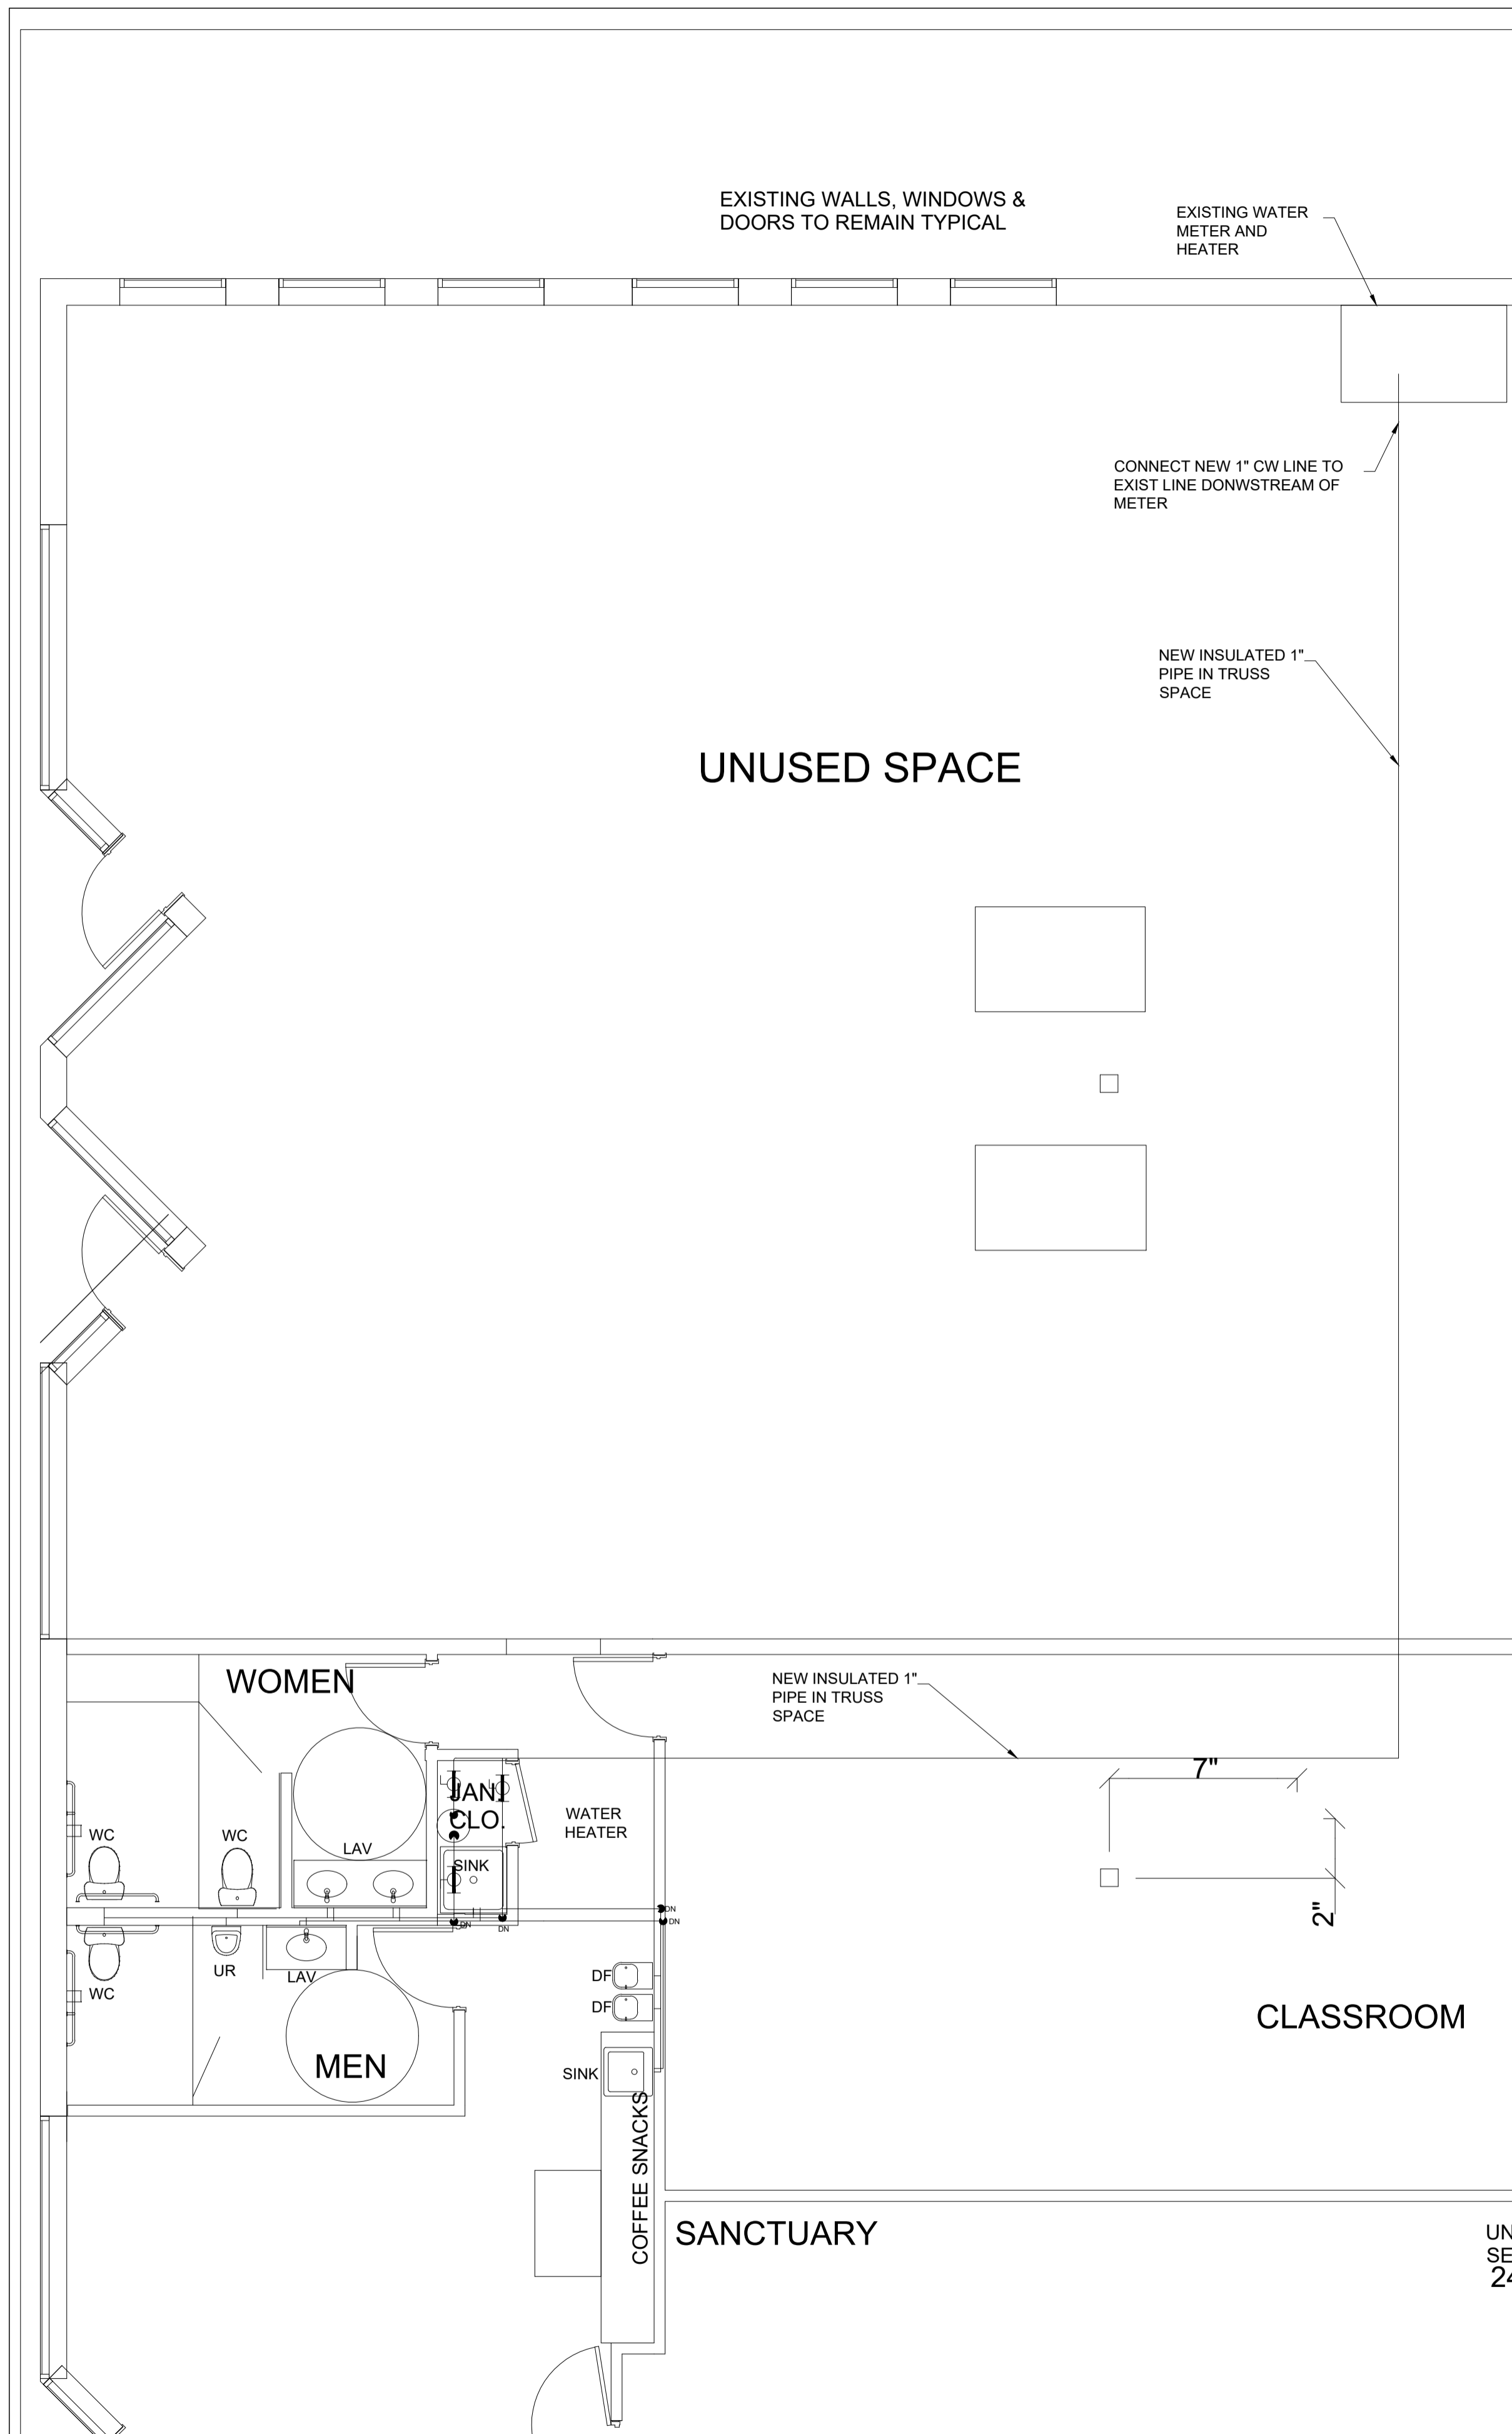 EXISTING WALLS, WINDOWS &
DOORS TO REMAIN TYPICAL
EXISTING WATER
METER AND
HEATER
CONNECT NEW 1" CW LINE TO
EXIST LINE DONWSTREAM OF
METER
NEW INSULATED 1"
PIPE IN TRUSS
SPACE
UNUSED SPACE
WOMEN
NEW INSULATED 1"
PIPE IN TRUSS
SPACE
7"
JAN.
CLO.
WATER
HEATER
WC
WC
LAV
SINK
DN
DN
DN
DN
2"
UR
LAV
WC
DF
DF
CLASSROOM
MEN
SINK
COFFEE SNACKS
SANCTUARY
UN
SE
24